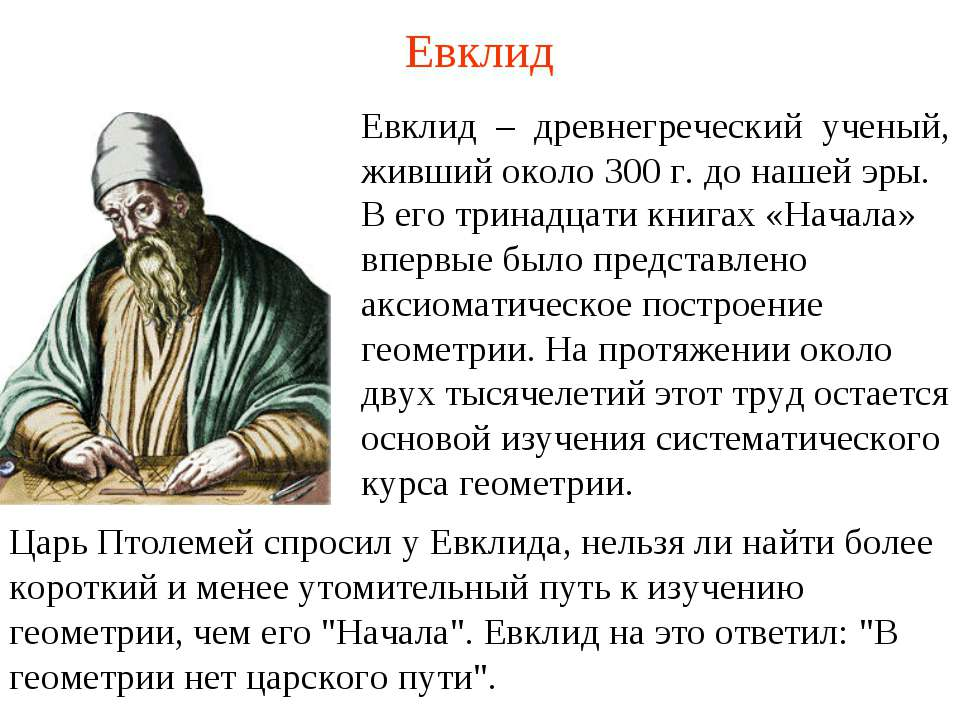 Евклид
Евклид – древнегреческий ученый,
живший около 300 г. до нашей эры.
В его тринадцати книгах «Начала»
впервые было представлено
аксиоматическое построение
геометрии. На протяжении около
двух тысячелетий этот труд остается
основой изучения систематического
курса геометрии.
Царь Птолемей спросил у Евклида, нельзя ли найти более
короткий и менее утомительный путь к изучению
геометрии, чем его "Начала". Евклид на это ответил: "В
геометрии нет царского пути".